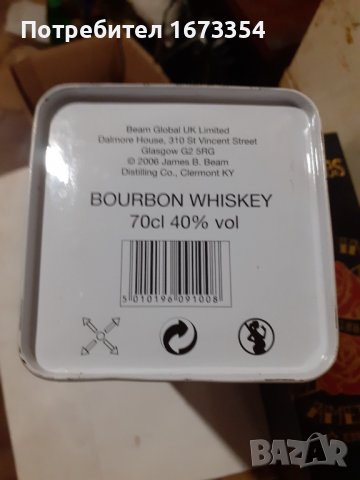 Потребител 1673354
Beam Global UK Limited
Dalmore House, 310 St Vincent Street
Glasgow G2 5RG
© 2006 James B. Beam
Distilling Co., Clermont KY
BOURBON WHISKEY
70cl 40% vol
5 010196 091008
BAZAR